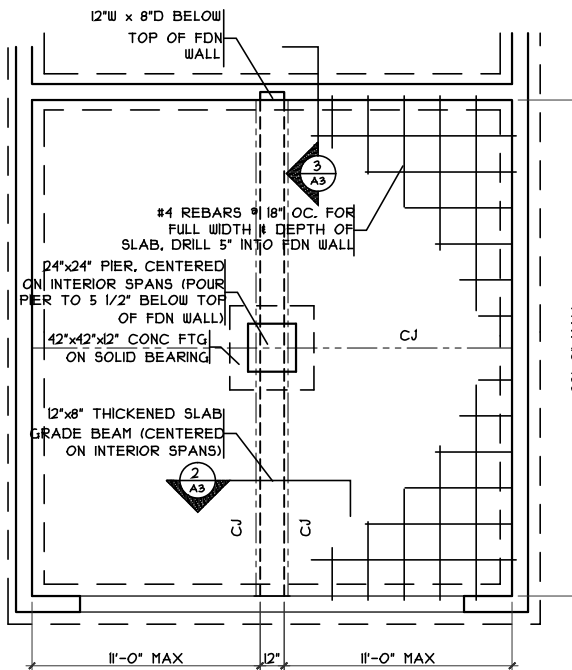 12"W x 8"D BELOW
TOP OF FDN
WALL
3
A3
#4 REBARS @ 18" OC. FOR
FULL WIDTH & DEPTH OF
SLAB, DRILL 5" INTO FDN WALL
24"x24" PIER, CENTERED
ON INTERIOR SPANS (POUR
PIER TO 5 1/2" BELOW TOP
OF FDN WALL)
42"x42"x12" CONC FTG
ON SOLID BEARING
CJ
12"x8" THICKENED SLAB
GRADE BEAM (CENTERED
ON INTERIOR SPANS)
2
A3
CJ
CJ
11'-0" MAX
12"
11'-0" MAX